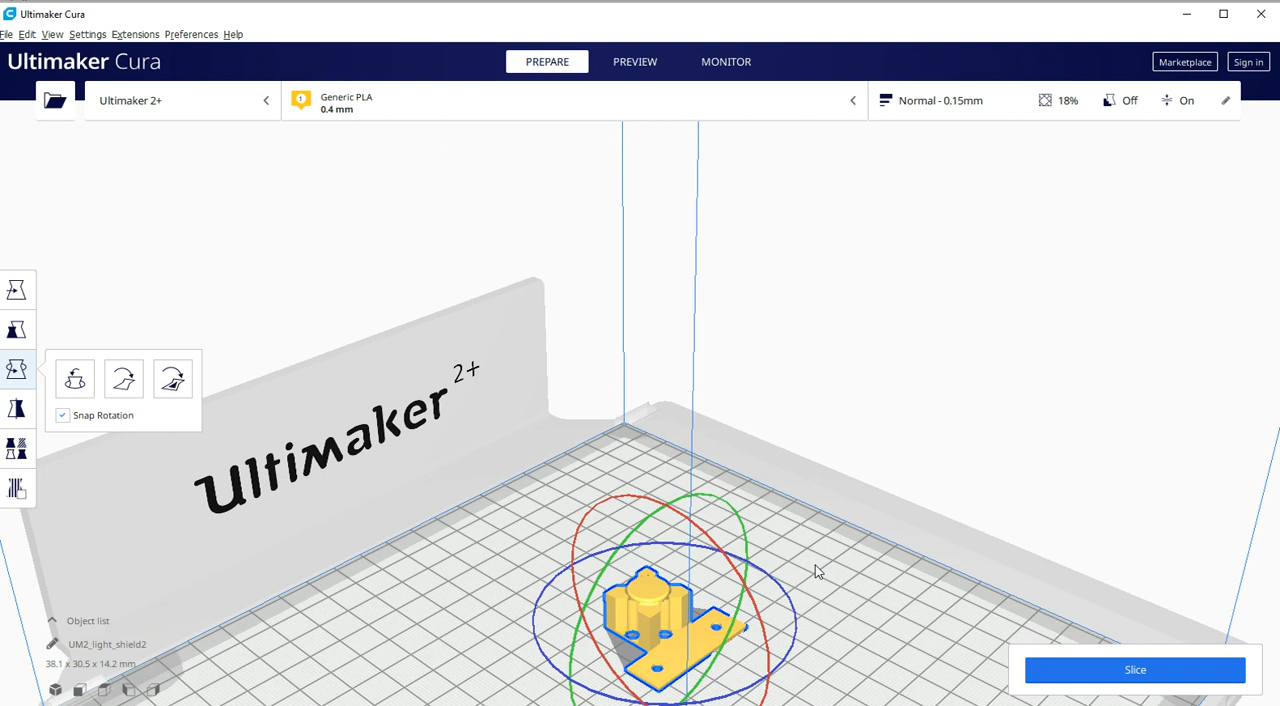 Ultimaker Cura
File Edit View Settings Extensions Preferences Help
Ultimaker Cura
PREPARE
PREVIEW
MONITOR
Marketplace
Sign in
Ultimaker 2+
1
Generic PLA
0.4 mm
Normal - 0.15mm
18%
Off
On
Snap Rotation
Ultimaker 2+
Object list
UM2_light_shield2
38.1 x 30.5 x 14.2 mm
Slice